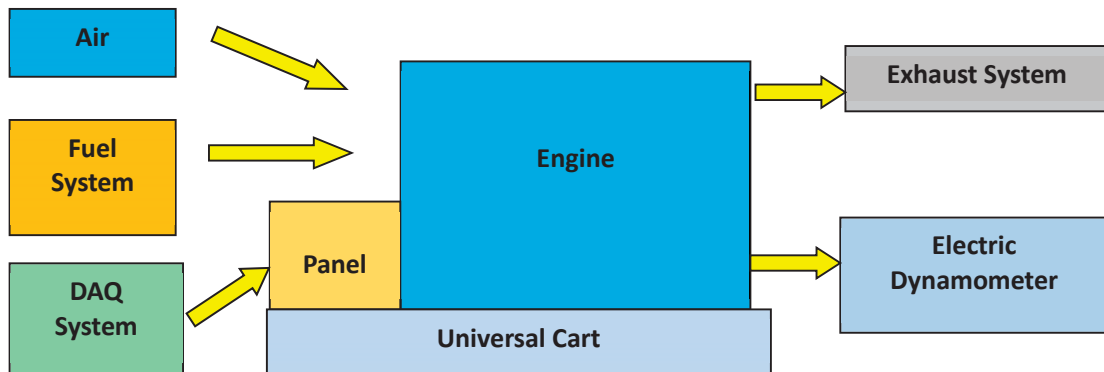 Air
Exhaust System
Fuel
System
Engine
Panel
Electric
Dynamometer
DAQ
System
Universal Cart